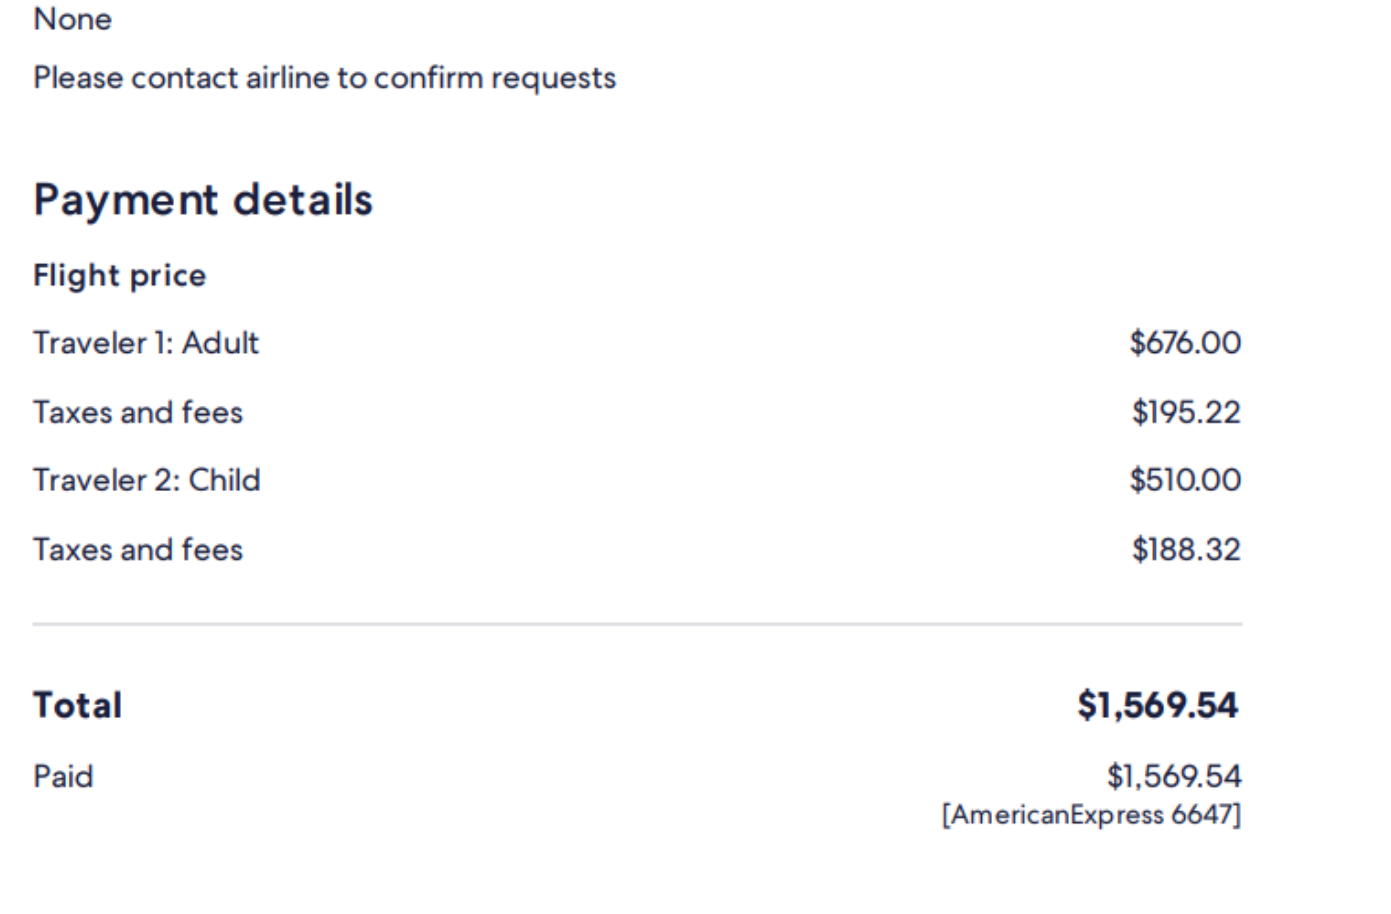 None
Please contact airline to confirm requests
Payment details
Flight price
Traveler 1: Adult $676.00
Taxes and fees $195.22
Traveler 2: Child $510.00
Taxes and fees $188.32
Total $1,569.54
Paid $1,569.54
[AmericanExpress 6647]